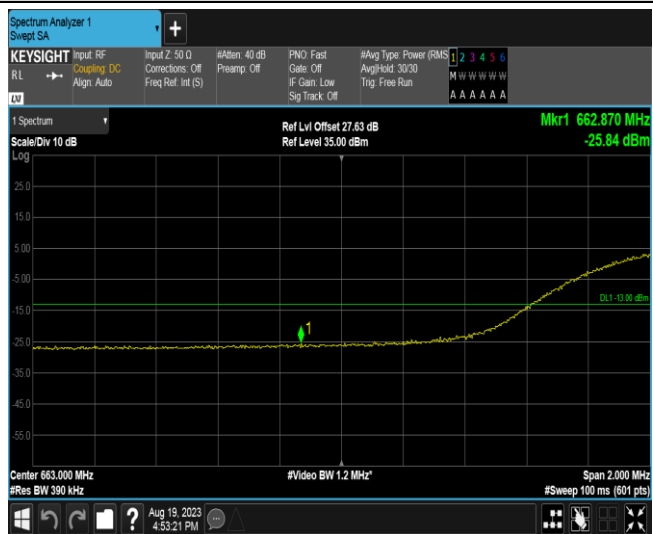 Spectrum Analyzer 1
Swept SA
+
KEYSIGHT
RL
LXI
Input: RF
Coupling: DC
Align: Auto
Input Z: 50 Ω
Corrections: Off
Freq Ref: Int (S)
#Atten: 40 dB
Preamp: Off
PNO: Fast
Gate: Off
IF Gain: Low
Sig Track: Off
#Avg Type: Power (RMS
Avg|Hold: 30/30
Trig: Free Run
1 2 3 4 5 6
M W W W W W
A A A A A A
1 Spectrum
Scale/Div 10 dB
Ref Lvl Offset 27.63 dB
Ref Level 35.00 dBm
Mkr1 662.870 MHz
-25.84 dBm
Log
25.0
15.0
5.00
-5.00
-15.0
-25.0
-35.0
-45.0
-55.0
1
DL1 -13.00 dBm
Center 663.000 MHz
#Res BW 390 kHz
#Video BW 1.2 MHz*
Span 2.000 MHz
#Sweep 100 ms (601 pts)
?
Aug 19, 2023
4:53:21 PM